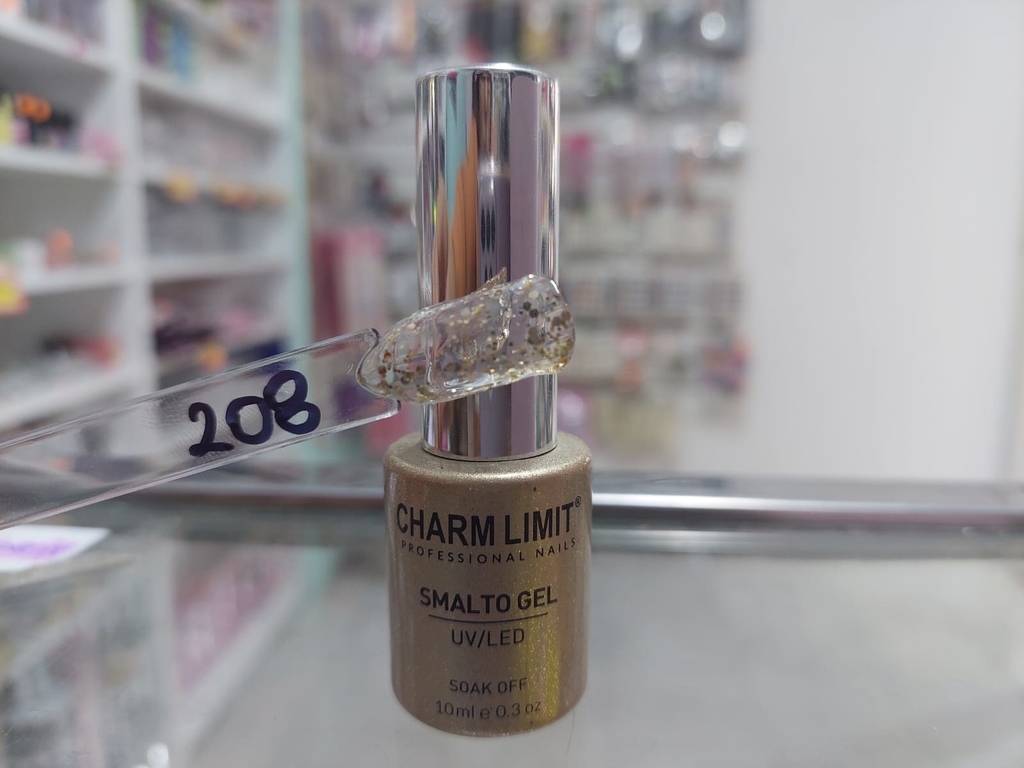 208
CHARM LIMIT®
PROFESSIONAL NAILS
SMALTO GEL
UV/LED
SOAK OFF
10ml e 0.3 oz